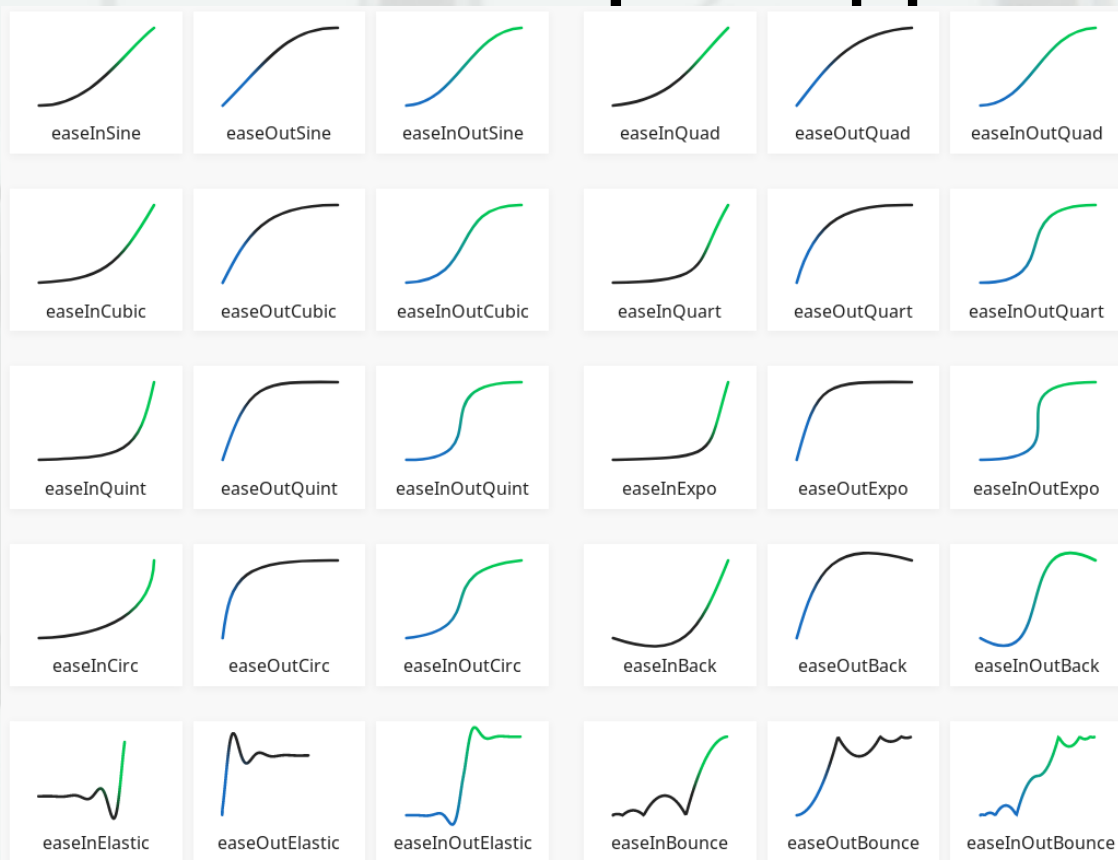 easeInSine
easeOutSine
easeInOutSine
easeInQuad
easeOutQuad
easeInOutQuad
easeInCubic
easeOutCubic
easeInOutCubic
easeInQuart
easeOutQuart
easeInOutQuart
easeInQuint
easeOutQuint
easeInOutQuint
easeInExpo
easeOutExpo
easeInOutExpo
easeInCirc
easeOutCirc
easeInOutCirc
easeInBack
easeOutBack
easeInOutBack
easeInElastic
easeOutElastic
easeInOutElastic
easeInBounce
easeOutBounce
easeInOutBounce